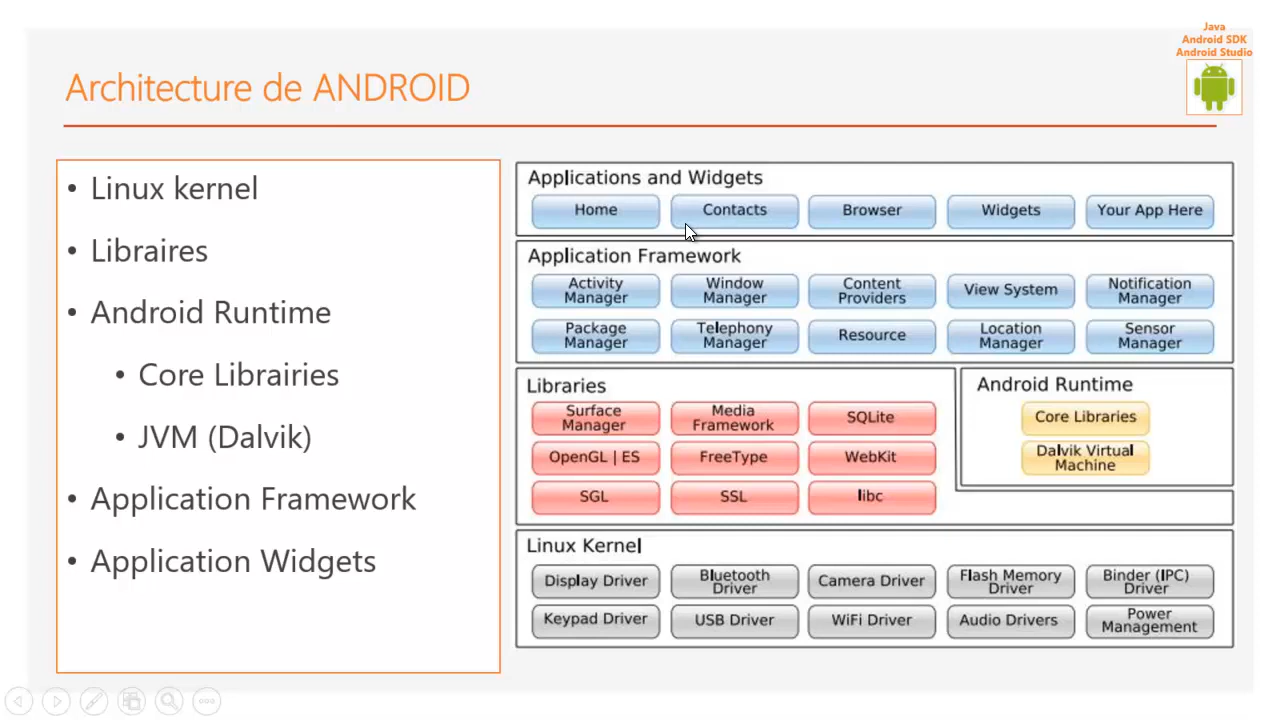 Java
Android SDK
Android Studio
Architecture de ANDROID
• Linux kernel
• Libraires
• Android Runtime
• Core Librairies
• JVM (Dalvik)
• Application Framework
• Application Widgets
Applications and Widgets
Home
Contacts
Browser
Widgets
Your App Here
Application Framework
Activity
Manager
Window
Manager
Content
Providers
View System
Notification
Manager
Package
Manager
Telephony
Manager
Resource
Location
Manager
Sensor
Manager
Libraries
Surface
Manager
Media
Framework
SQLite
OpenGL | ES
FreeType
WebKit
SGL
SSL
libc
Android Runtime
Core Libraries
Dalvik Virtual
Machine
Linux Kernel
Display Driver
Bluetooth
Driver
Camera Driver
Flash Memory
Driver
Binder (IPC)
Driver
Keypad Driver
USB Driver
WiFi Driver
Audio Drivers
Power
Management